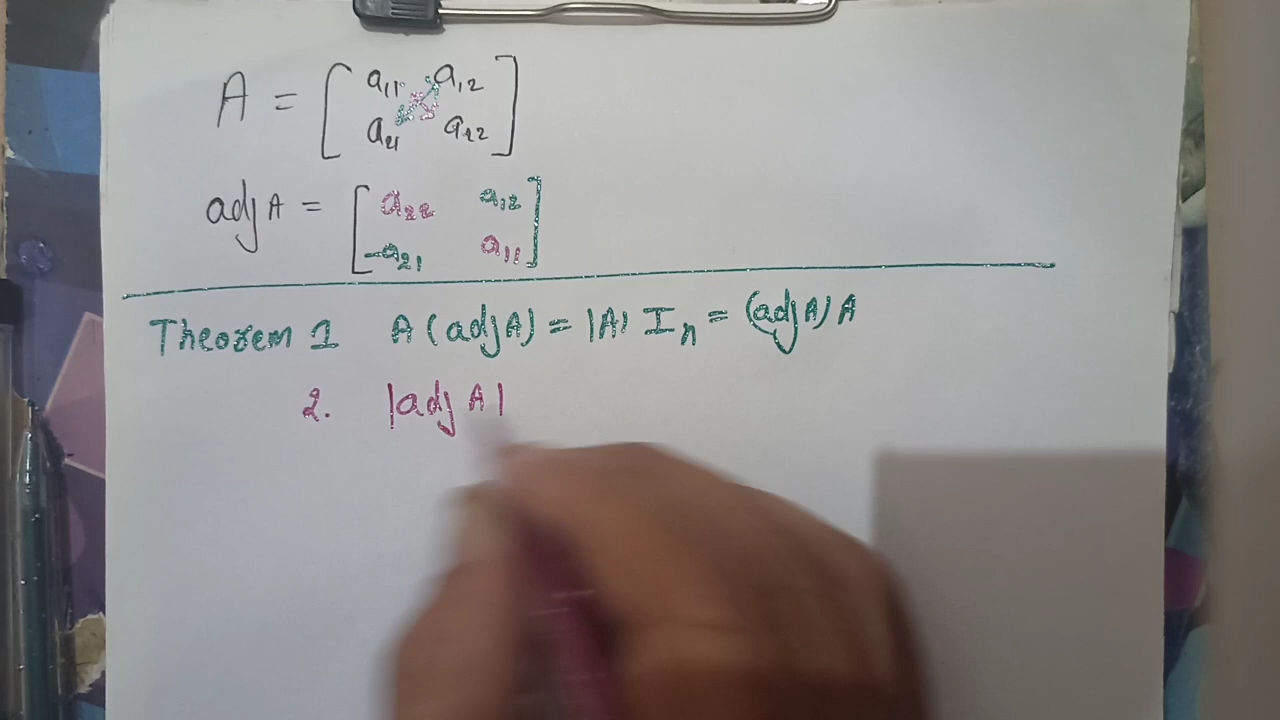 A = [ a₁₁ a₁₂
a₂₁ a₂₂ ]
adj A = [ a₂₂ a₁₂
-a₂₁ a₁₁ ]
Theorem 1 A (adj A) = |A| Iₙ = (adj A) A
2. |adj A|